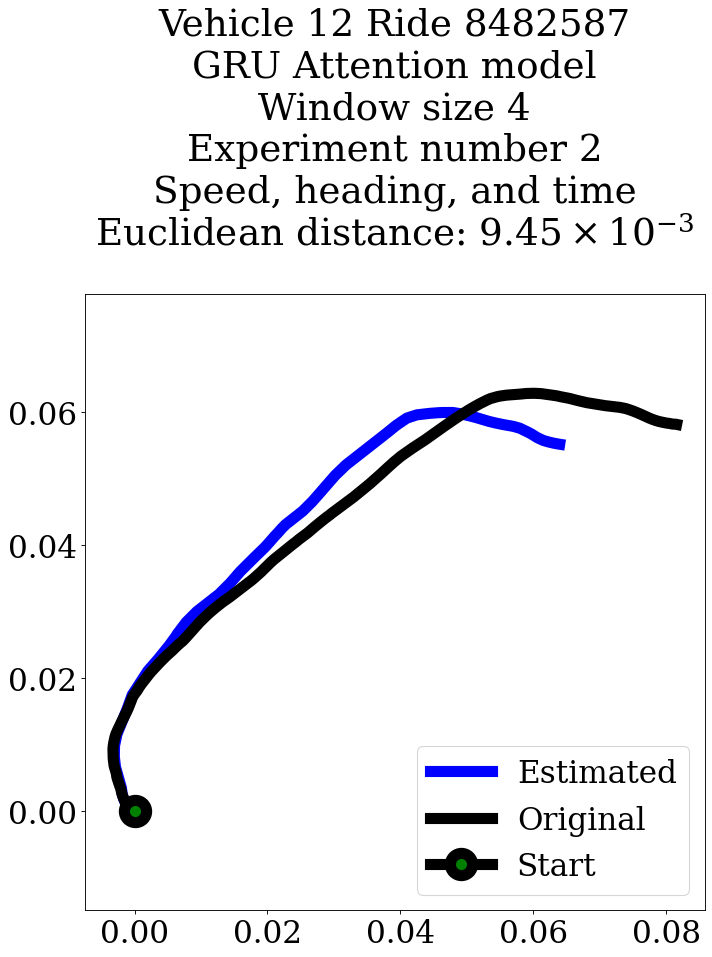 Vehicle 12 Ride 8482587
GRU Attention model
Window size 4
Experiment number 2
Speed, heading, and time
Euclidean distance: 9.45 × 10⁻³
0.06
0.04
0.02
0.00
Estimated
Original
Start
0.00 0.02 0.04 0.06 0.08